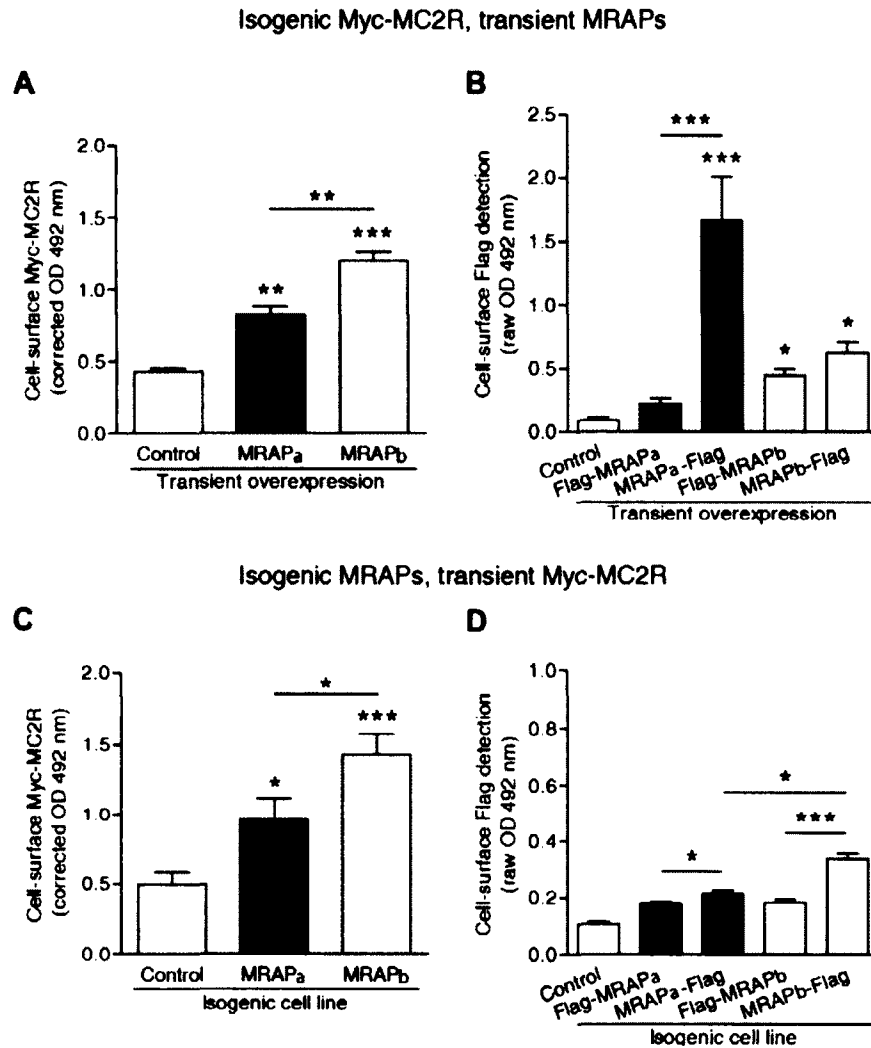 Isogenic Myc-MC2R, transient MRAPs
A
Cell-surface Myc-MC2R
(corrected OD 492 nm)
2.0
1.5
1.0
0.5
0.0
**
**
***
Control
MRAPa
MRAPb
Transient overexpression
B
Cell-surface Flag detection
(raw OD 492 nm)
2.5
2.0
1.5
1.0
0.5
0.0
***
***
*
*
Control
Flag-MRAPa
MRAPa-Flag
Flag-MRAPb
MRAPb-Flag
Transient overexpression
Isogenic MRAPs, transient Myc-MC2R
C
Cell-surface Myc-MC2R
(corrected OD 492 nm)
2.0
1.5
1.0
0.5
0.0
*
*
***
Control
MRAPa
MRAPb
Isogenic cell line
D
Cell-surface Flag detection
(raw OD 492 nm)
1.0
0.8
0.6
0.4
0.2
0.0
*
***
*
Control
Flag-MRAPa
MRAPa-Flag
Flag-MRAPb
MRAPb-Flag
Isogenic cell line